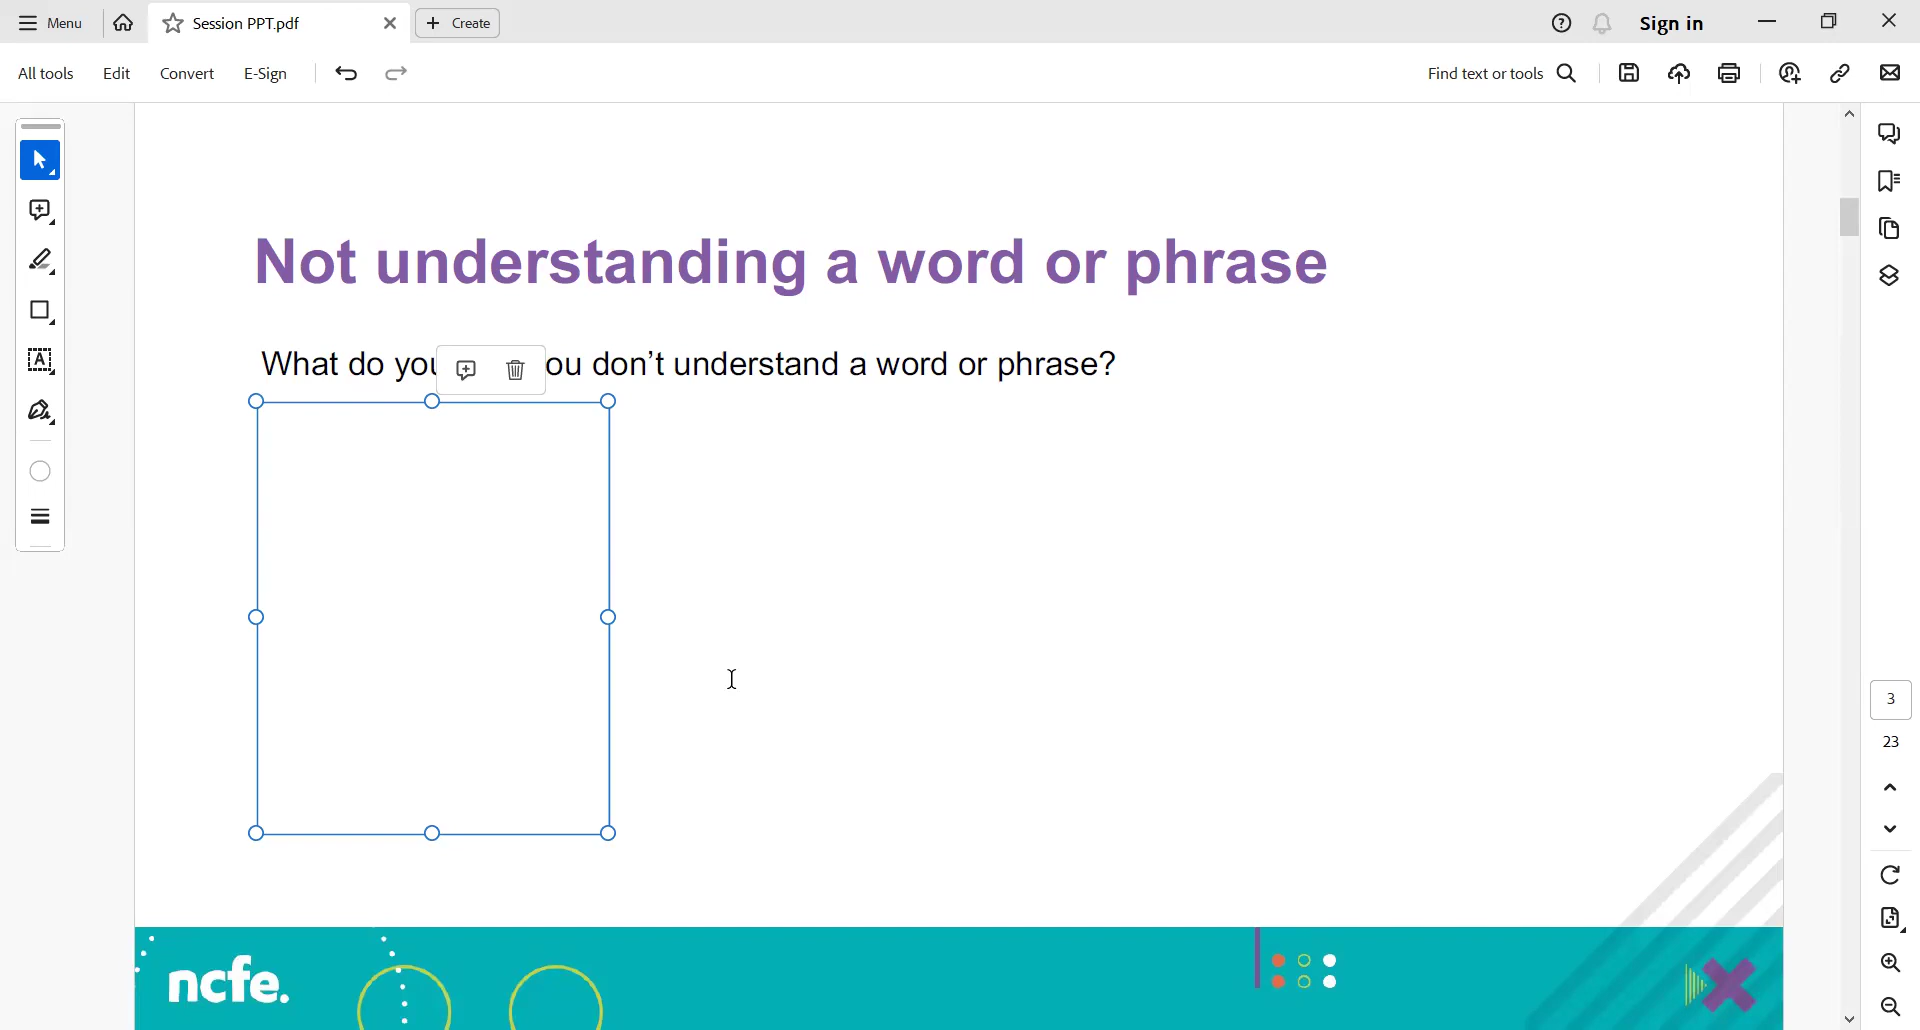 Menu
Session PPT.pdf
Create
Sign in
All tools
Edit
Convert
E-Sign
Find text or tools
Not understanding a word or phrase
What do you ou don’t understand a word or phrase?
3
23
ncfe.